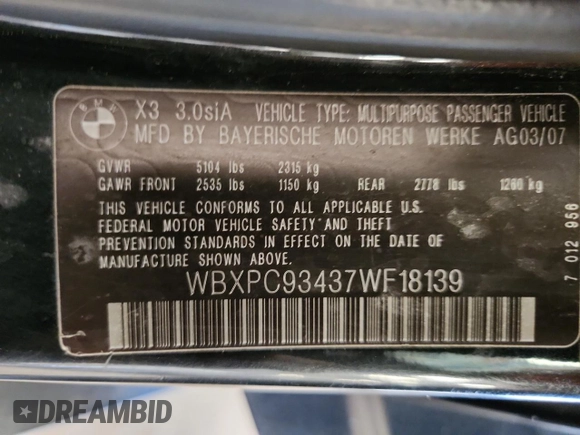 BMW
X3 3.0siA VEHICLE TYPE: MULTIPURPOSE PASSENGER VEHICLE
MFD BY BAYERISCHE MOTOREN WERKE AG03/07
GVWR 5104 lbs 2315 kg
GAWR FRONT 2535 lbs 1150 kg REAR 2778 lbs 1260 kg
THIS VEHICLE CONFORMS TO ALL APPLICABLE U.S.
FEDERAL MOTOR VEHICLE SAFETY AND THEFT
PREVENTION STANDARDS IN EFFECT ON THE DATE OF
MANUFACTURE SHOWN ABOVE.
WBXPC93437WF18139
7 012 956
DREAMBID